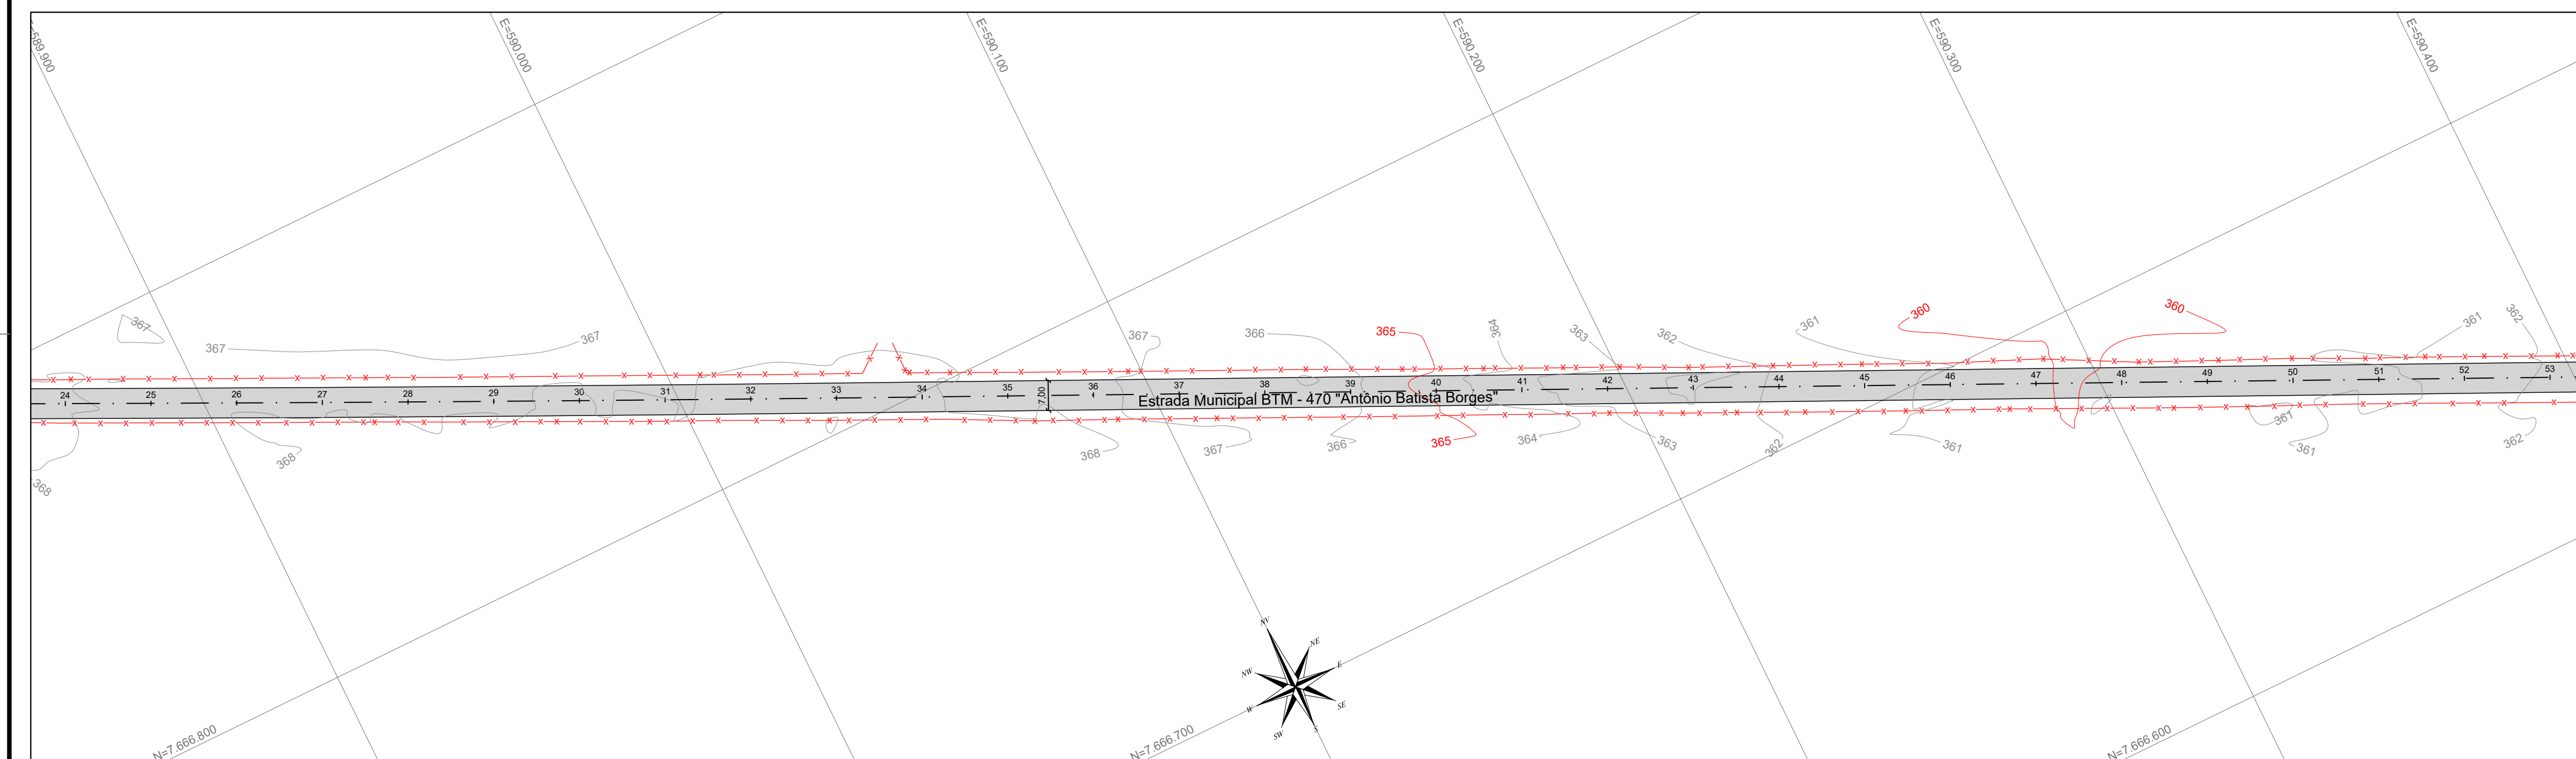 589.900
E=590.000
E=590.100
E=590.200
E=590.300
E=590.400
367
367
367
367
366
365
364
363
362
361
360
360
361
362
24 25 26 27 28 29 30 31 32 33 34 35 36 37 38 39 40 41 42 43 44 45 46 47 48 49 50 51 52 53
7,00
Estrada Municipal BTM - 470 "Antônio Batista Borges"
368
368
368
367
366
365
364
363
362
361
361
361
362
NV
NE
NW
E
W
SE
SW
S
N=7.666.800
N=7.666.700
N=7.666.600